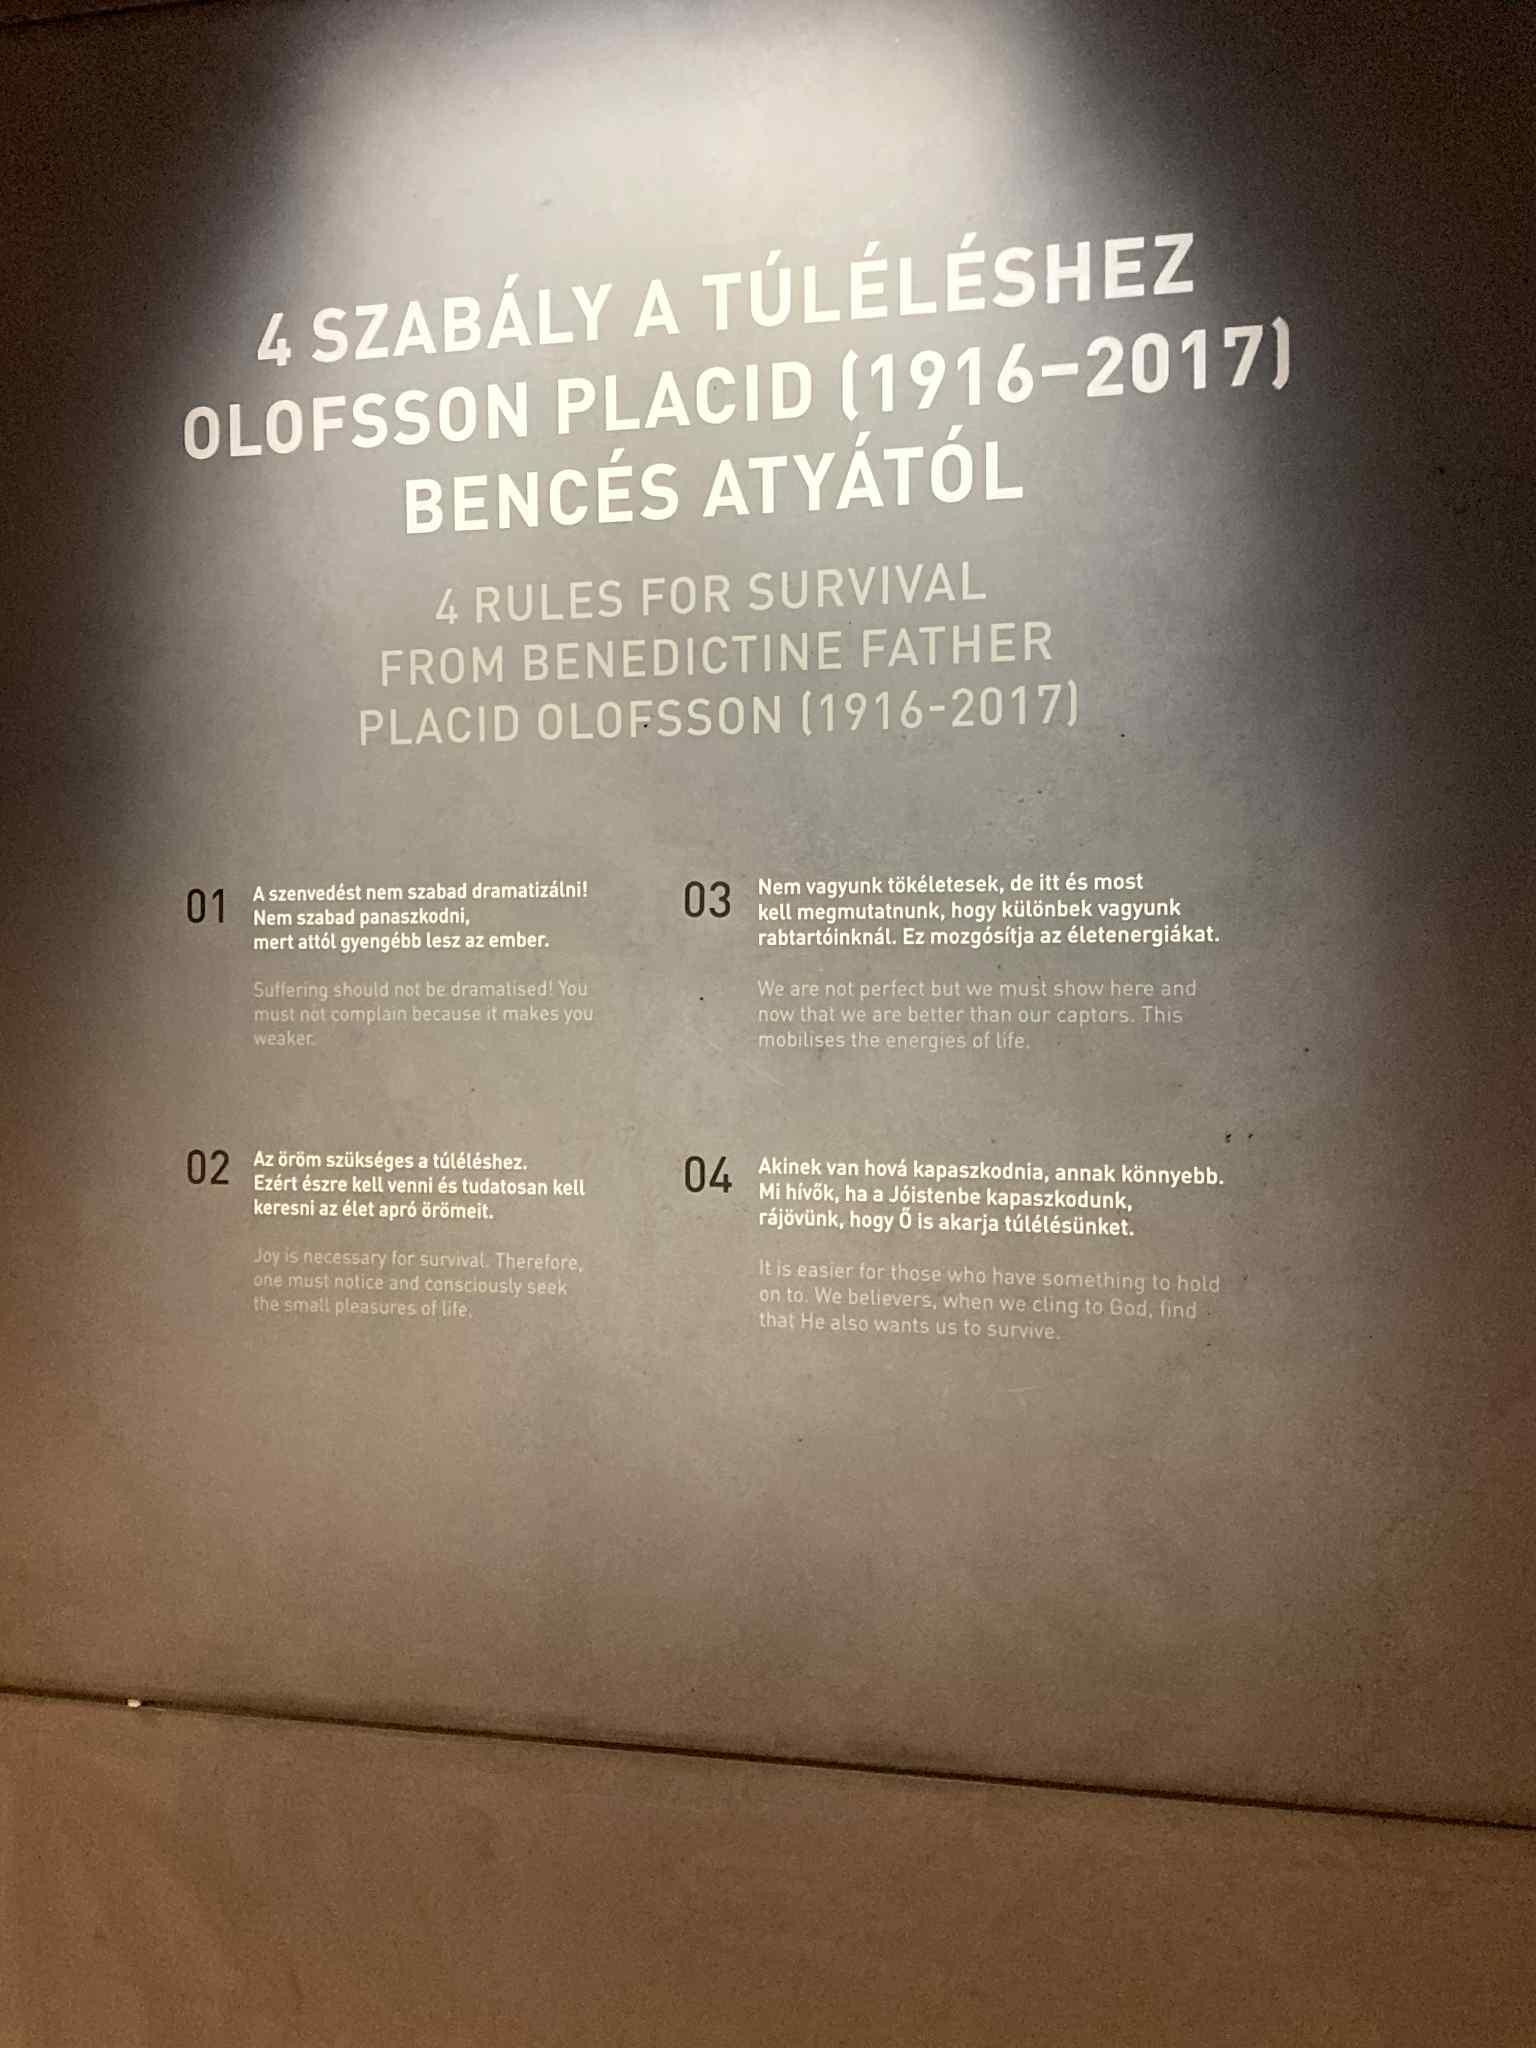 4 SZABÁLY A TÚLÉLÉSHEZ
OLOFSSON PLACID (1916–2017)
BENCÉS ATYÁTÓL
4 RULES FOR SURVIVAL
FROM BENEDICTINE FATHER
PLACID OLOFSSON (1916-2017)
01
A szenvedést nem szabad dramatizálni!
Nem szabad panaszkodni,
mert attól gyengébb lesz az ember.
Suffering should not be dramatised! You
must not complain because it makes you
weaker.
02
Az öröm szükséges a túléléshez.
Ezért észre kell venni és tudatosan kell
keresni az élet apró örömeit.
Joy is necessary for survival. Therefore,
one must notice and consciously seek
the small pleasures of life.
03
Nem vagyunk tökéletesek, de itt és most
kell megmutatnunk, hogy különbek vagyunk
rabtartóinknál. Ez mozgósítja az életenergiákat.
We are not perfect but we must show here and
now that we are better than our captors. This
mobilises the energies of life.
04
Akinek van hová kapaszkodnia, annak könnyebb.
Mi hívők, ha a Jóistenbe kapaszkodunk,
rájövünk, hogy Ő is akarja túlélésünket.
It is easier for those who have something to hold
on to. We believers, when we cling to God, find
that He also wants us to survive.